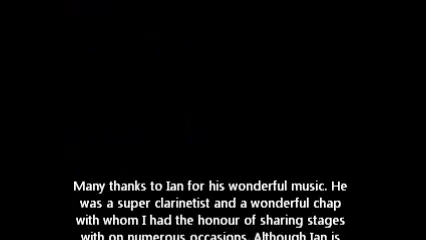 Many thanks to Ian for his wonderful music. He
was a super clarinetist and a wonderful chap
with whom I had the honour of sharing stages
with on numerous occasions. Although Ian is